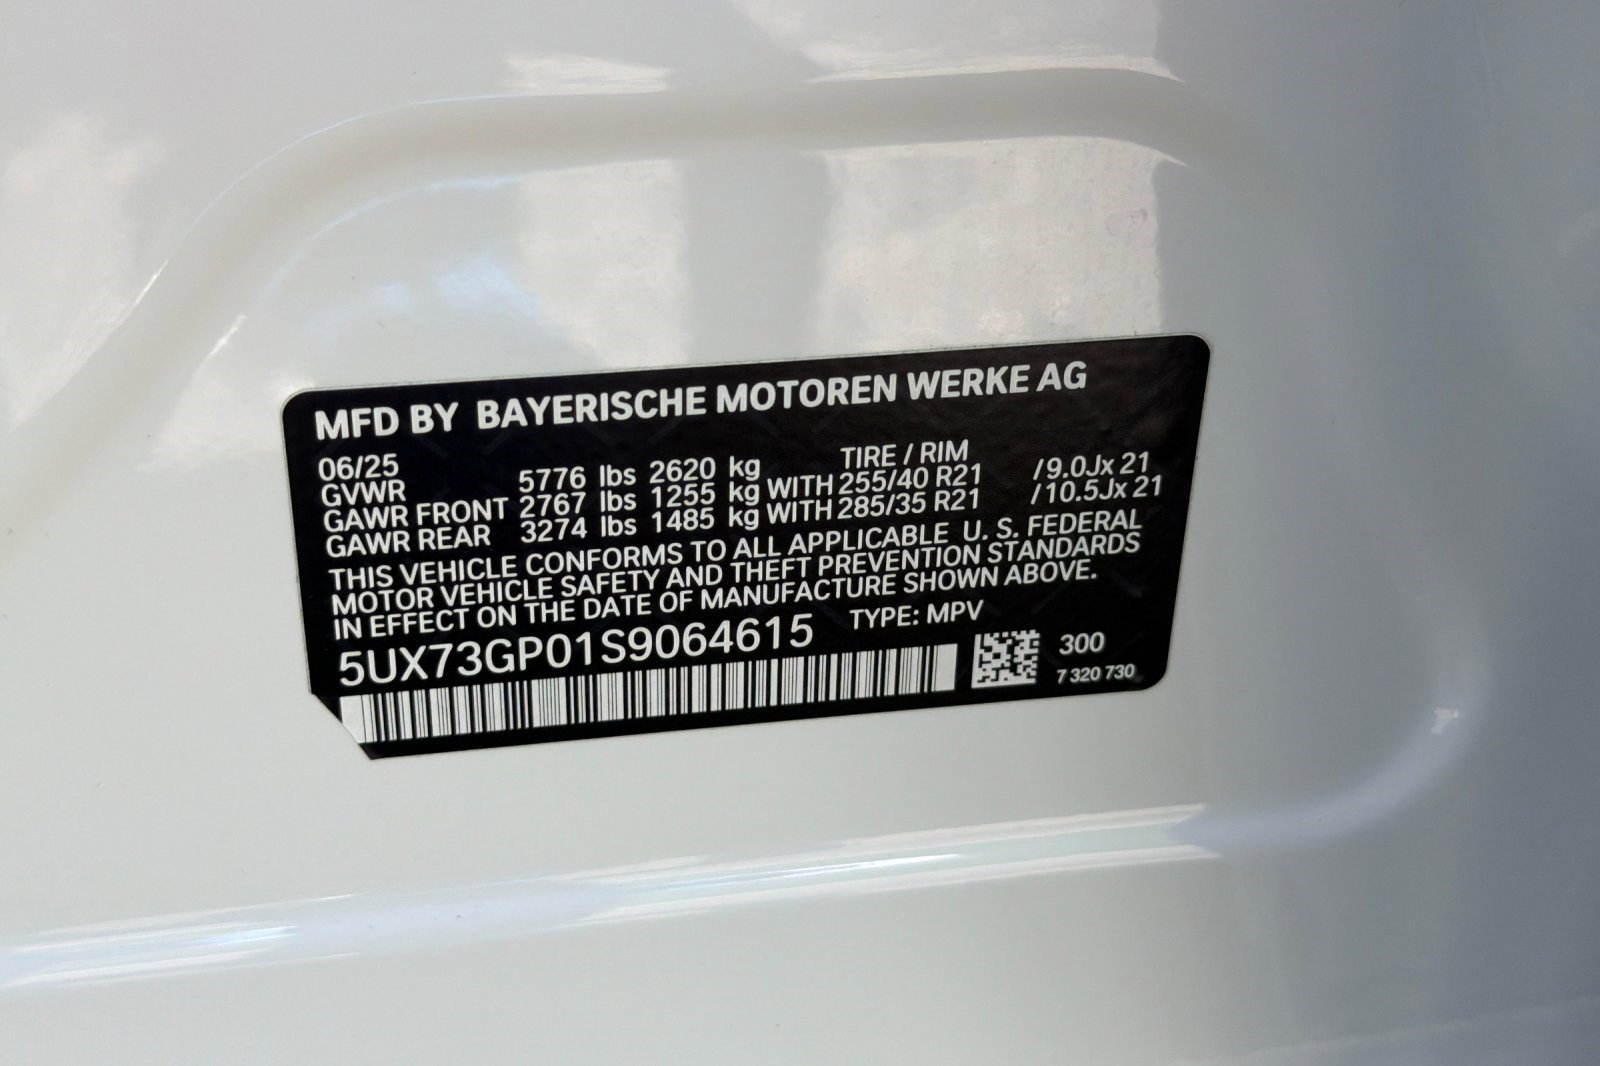 MFD BY BAYERISCHE MOTOREN WERKE AG
06/25 TIRE / RIM
GVWR 5776 lbs 2620 kg
GAWR FRONT 2767 lbs 1255 kg WITH 255/40 R21 /9.0Jx 21
GAWR REAR 3274 lbs 1485 kg WITH 285/35 R21 /10.5Jx 21
THIS VEHICLE CONFORMS TO ALL APPLICABLE U. S. FEDERAL
MOTOR VEHICLE SAFETY AND THEFT PREVENTION STANDARDS
IN EFFECT ON THE DATE OF MANUFACTURE SHOWN ABOVE.
5UX73GP01S9064615 TYPE: MPV
300
7 320 730